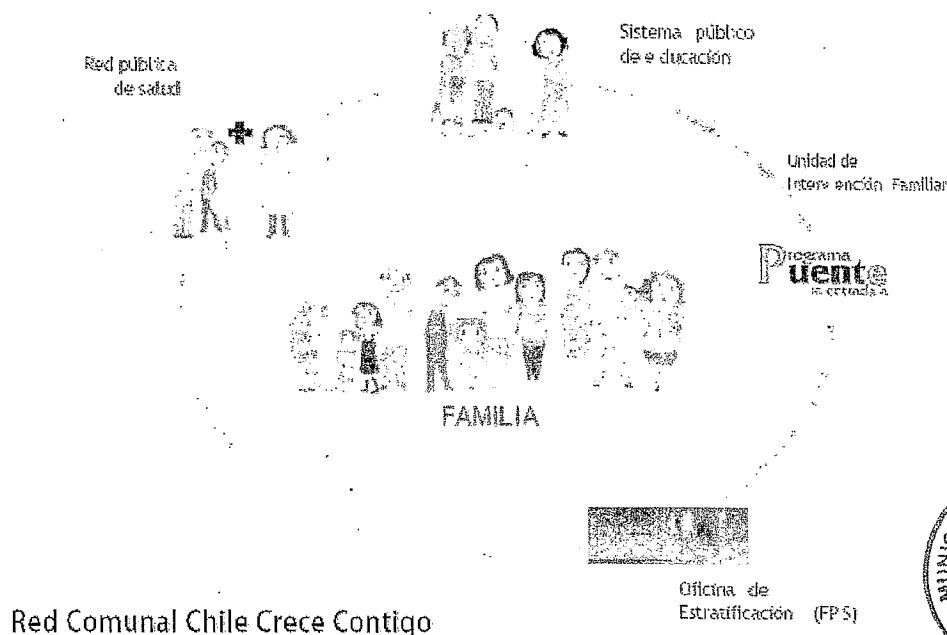 Red pública
de salud
Sistema público
de e ducación
Unidad de
Intervención Familiar
Programa
Puente
FAMILIA
Oficina de
Estratificación (FPS)
Red Comunal Chile Crece Contigo